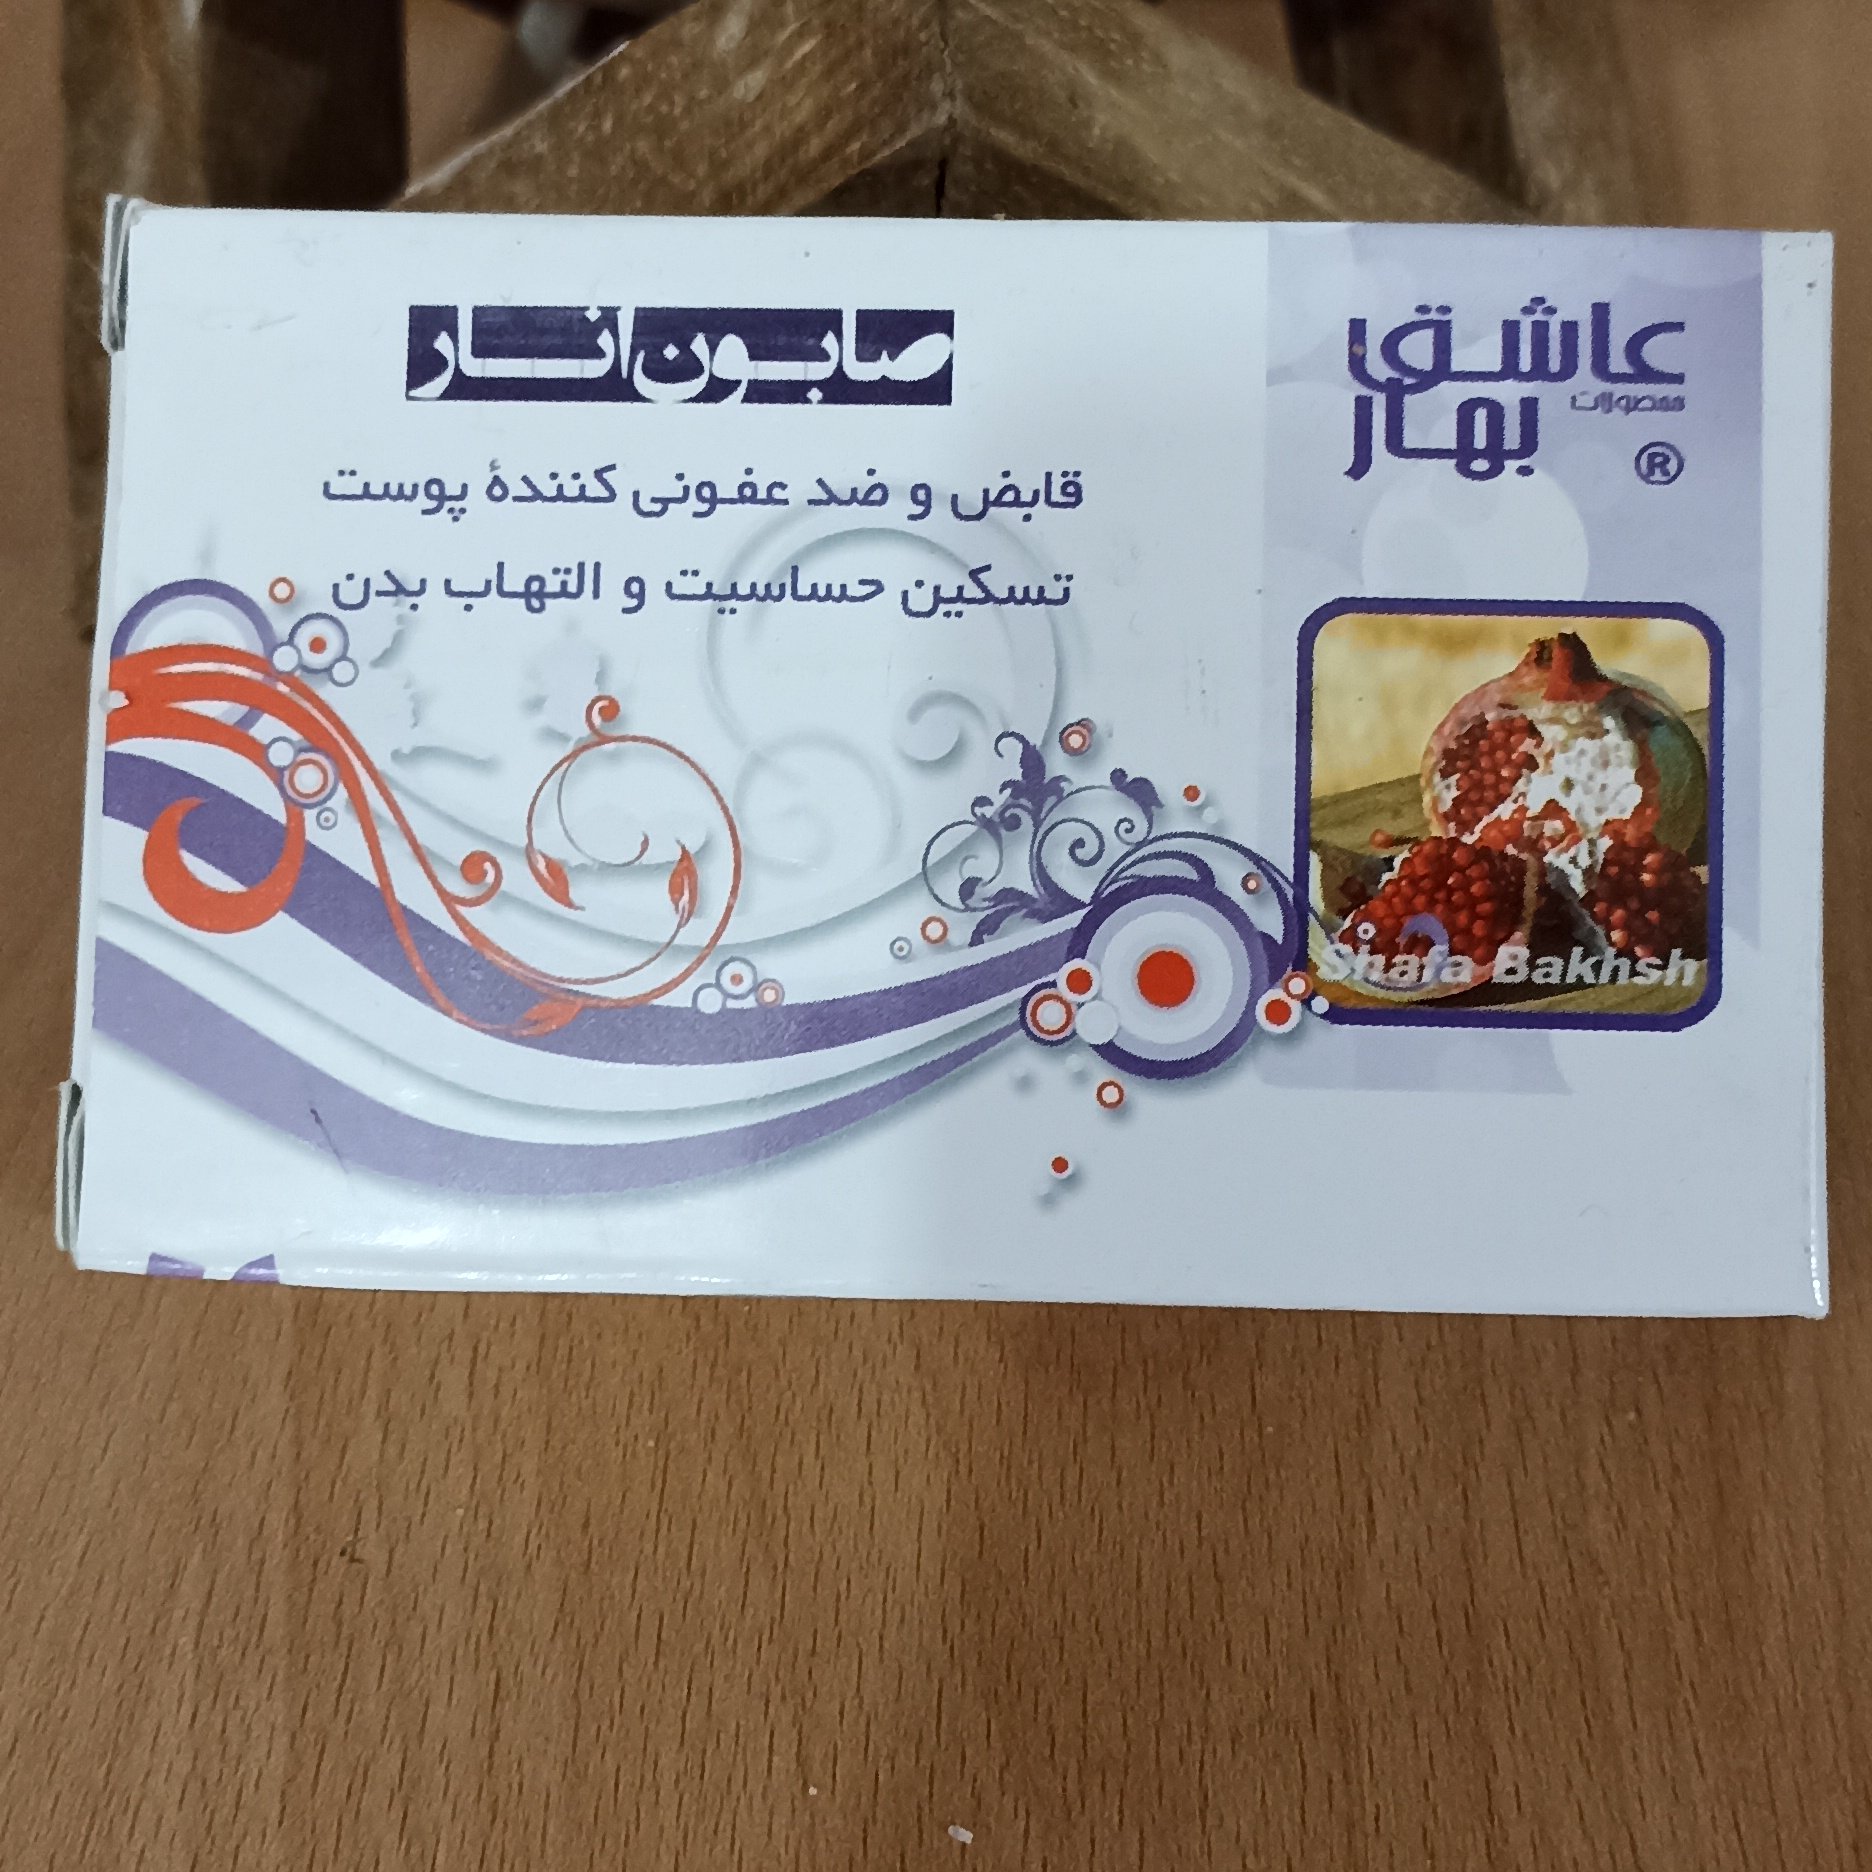 عاشق
محصولات
بهار
®
صابون انار
قابض و ضد عفونی کنندهٔ پوست
تسکین حساسیت و التهاب بدن
Shafa Bakhsh